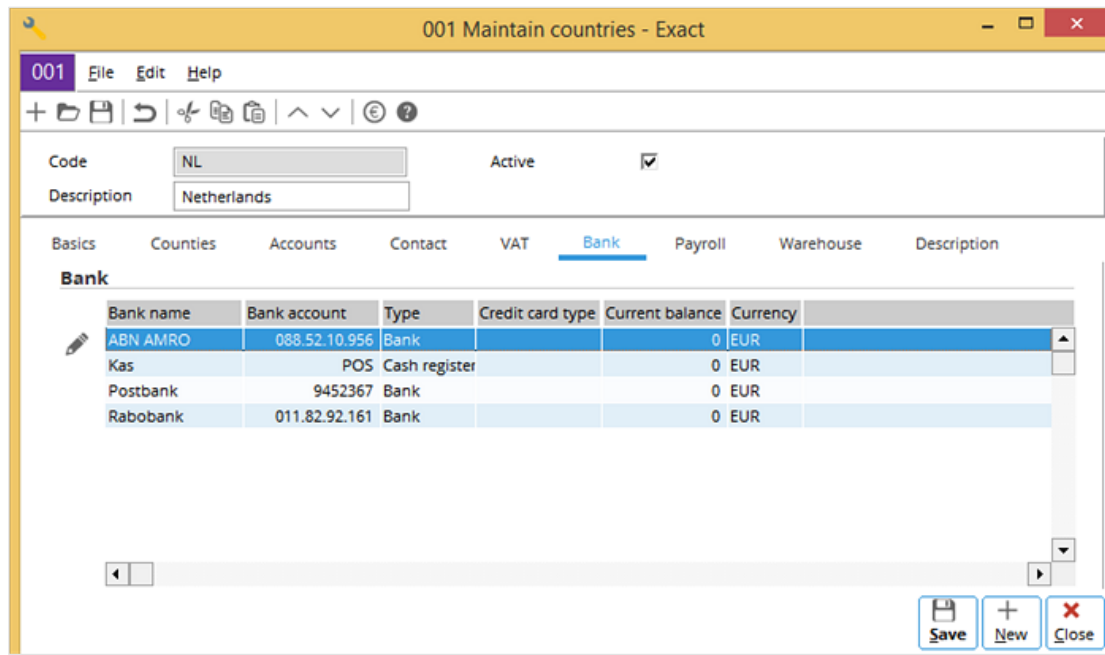 001 Maintain countries - Exact
001 File Edit Help
Code NL Active
Description Netherlands
Basics Counties Accounts Contact VAT Bank Payroll Warehouse Description
Bank
Bank name Bank account Type Credit card type Current balance Currency
ABN AMRO 088.52.10.956 Bank 0 EUR
Kas POS Cash register 0 EUR
Postbank 9452367 Bank 0 EUR
Rabobank 011.82.92.161 Bank 0 EUR
Save New Close